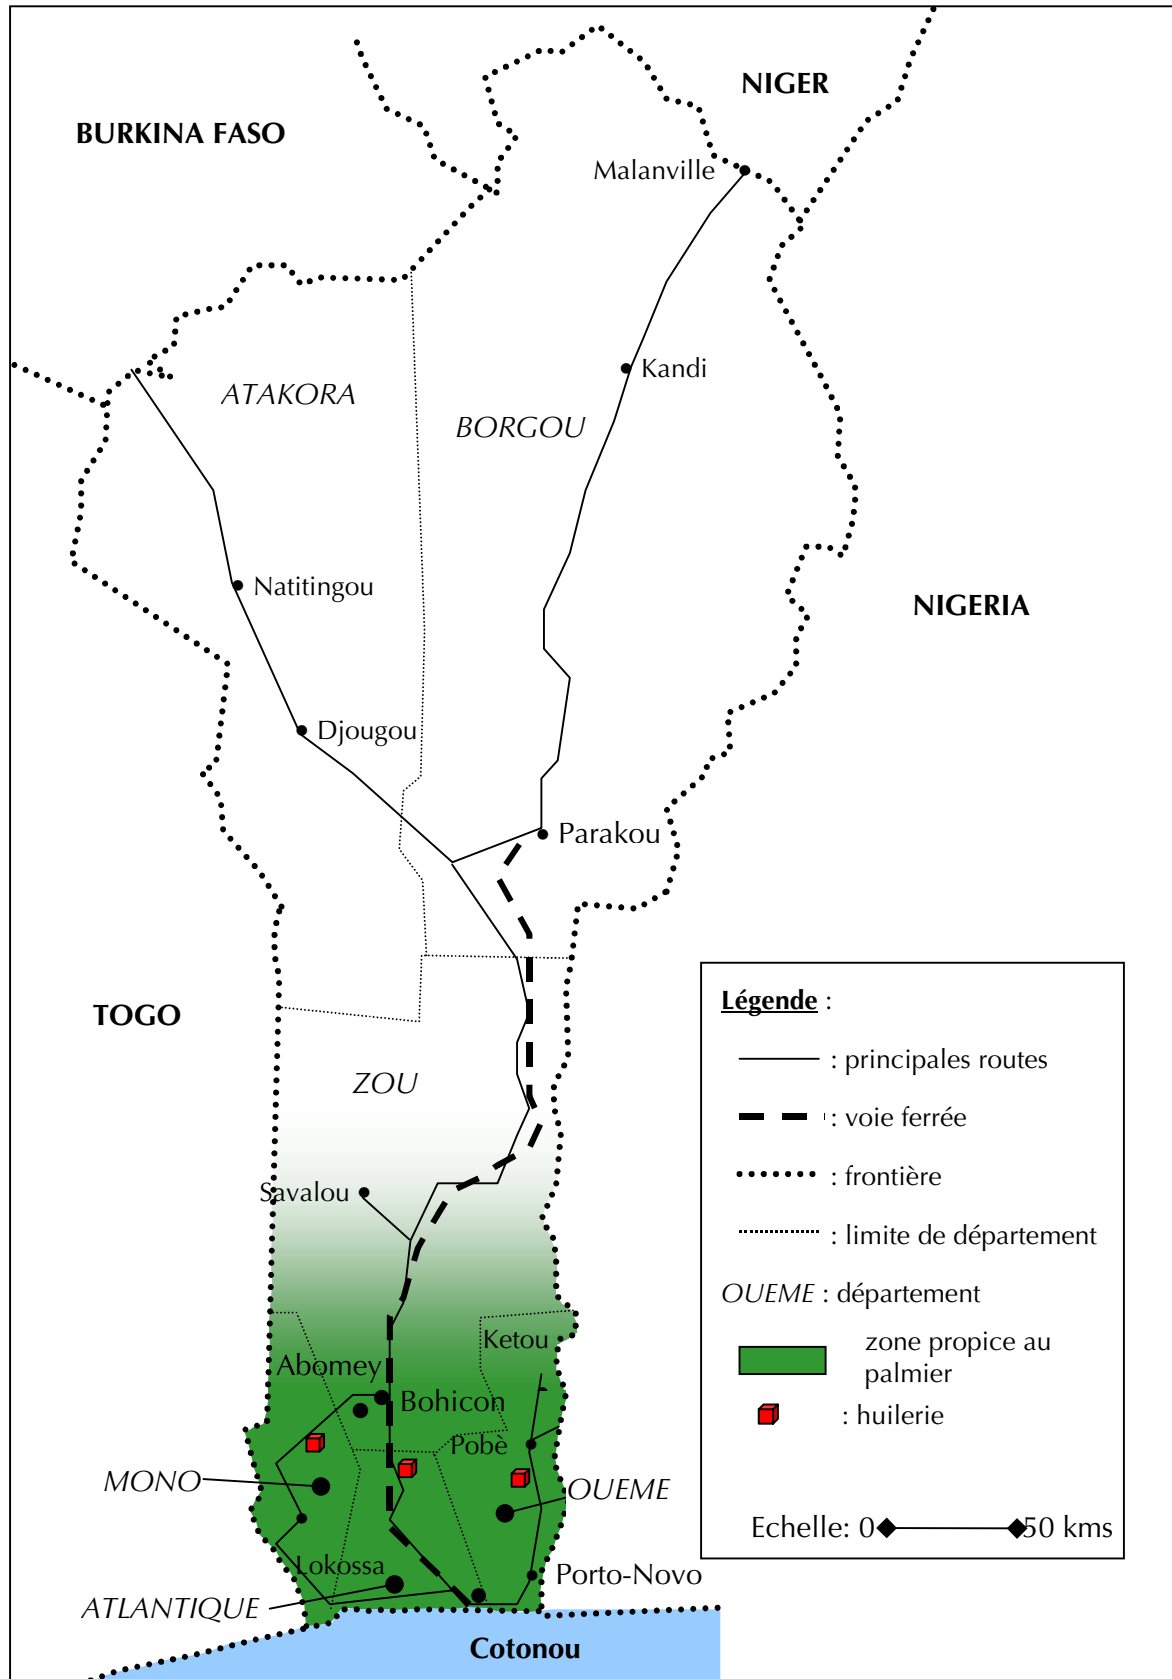 NIGER
BURKINA FASO
Malanville
Kandi
ATAKORA
BORGOU
Natitingou
NIGERIA
Djougou
Parakou
TOGO
ZOU
Savalou
Ketou
Abomey
Bohicon
Pobè
MONO
OUEME
Lokossa
Porto-Novo
ATLANTIQUE
Cotonou
Légende :
: principales routes
: voie ferrée
: frontière
: limite de département
OUEME : département
zone propice au
palmier
: huilerie
Echelle: 0 50 kms